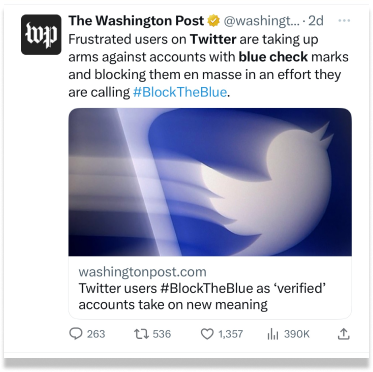 wp
The Washington Post @washingt... · 2d ···
Frustrated users on Twitter are taking up
arms against accounts with blue check marks
and blocking them en masse in an effort they
are calling #BlockTheBlue.
washingtonpost.com
Twitter users #BlockTheBlue as ‘verified’
accounts take on new meaning
263 536 1,357 390K